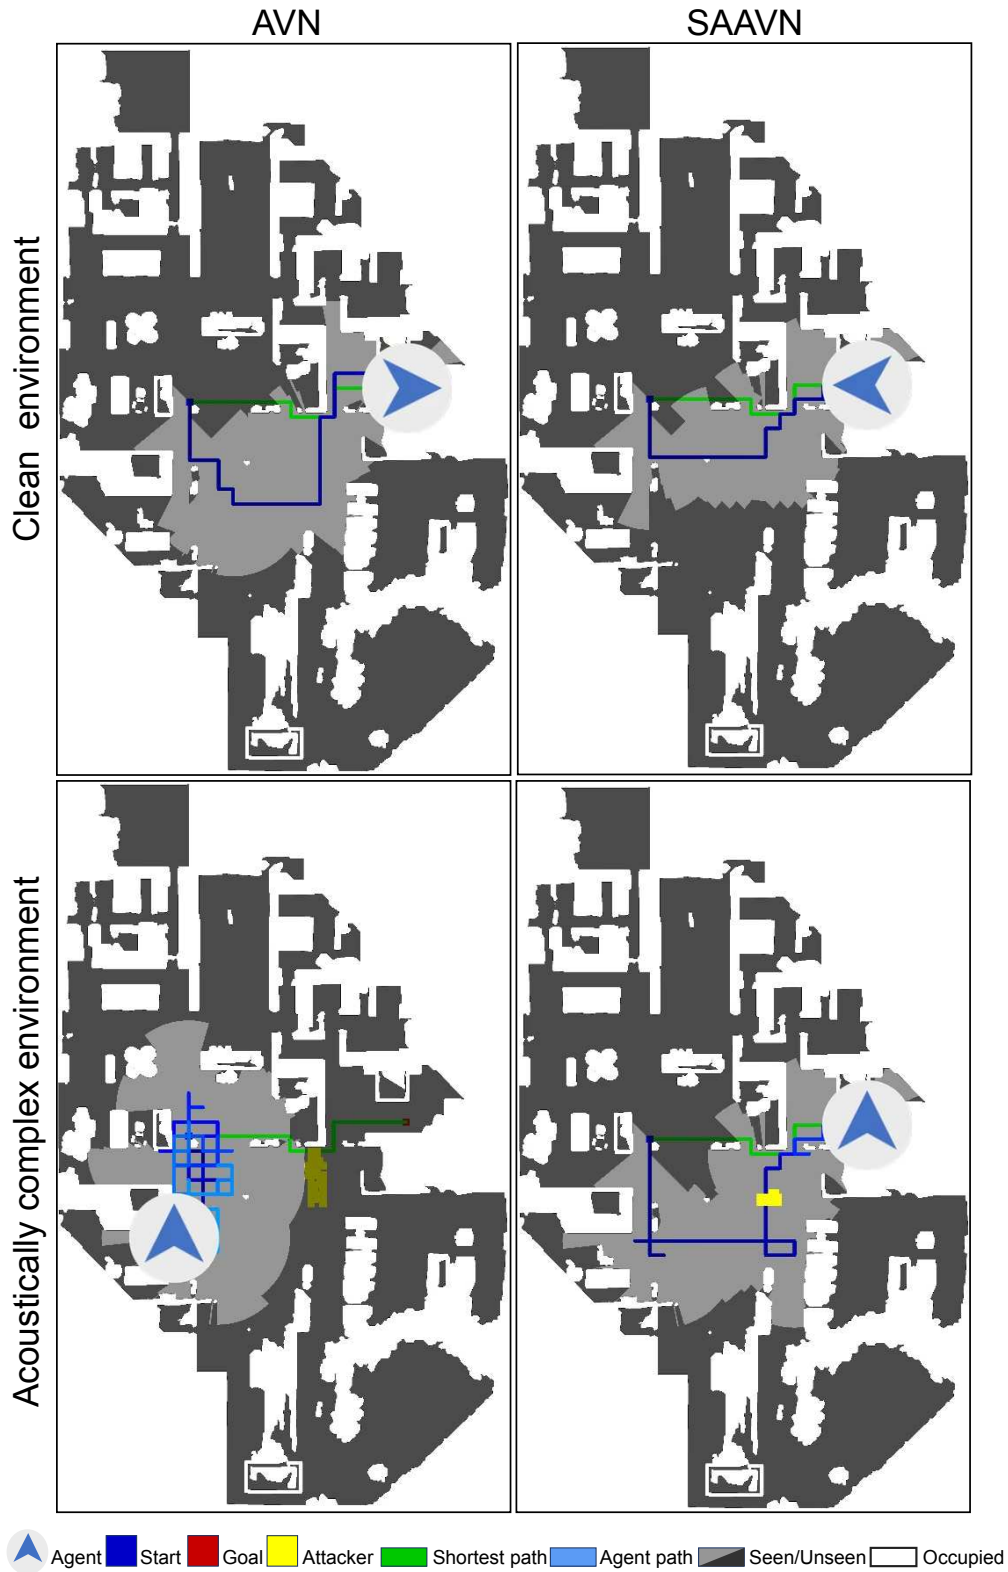 AVN
SAAVN
Clean environment
Acoustically complex environment
Agent Start Goal Attacker Shortest path Agent path Seen/Unseen Occupied